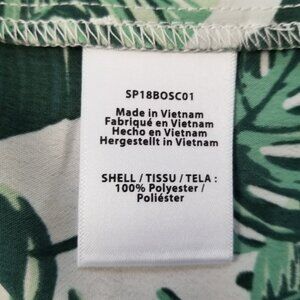 SP18BOSC01
Made in Vietnam
Fabriqué en Vietnam
Hecho en Vietnam
Hergestellt in Vietnam
SHELL / TISSU / TELA :
100% Polyester /
Poliéster